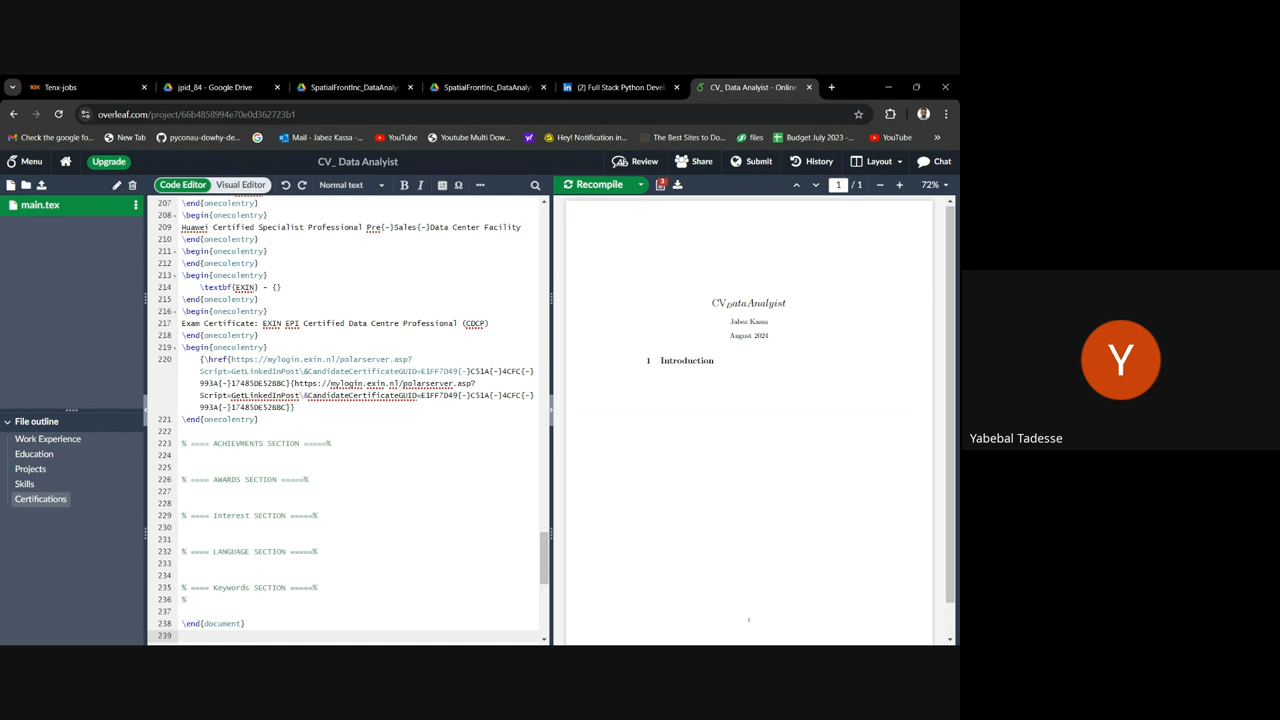 Tenx-jobs
jpid_84 - Google Drive
SpatialFrontInc_DataAnaly
SpatialFrontInc_DataAnaly
(2) Full Stack Python Deve
CV_ Data Analyist - Online
overleaf.com/project/66b4858994e70e0d362723b1
Check the google fo...
New Tab
pyconau-dowhy-de...
Mail - Jabez Kassa -...
YouTube
Youtube Multi Dow...
Hey! Notification in...
The Best Sites to Do...
files
Budget July 2023 -...
YouTube
Menu
Upgrade
CV_ Data Analyist
Review
Share
Submit
History
Layout
Chat
Code Editor
Visual Editor
Normal text
Recompile
3
1 / 1
72%
main.tex
207 \end{onecolentry}
208 \begin{onecolentry}
209 Huawei Certified Specialist Professional Pre{-}Sales{-}Data Center Facility
210 \end{onecolentry}
211 \begin{onecolentry}
212 \end{onecolentry}
213 \begin{onecolentry}
214 \textbf{EXIN} - {}
215 \end{onecolentry}
216 \begin{onecolentry}
217 Exam Certificate: EXIN EPI Certified Data Centre Professional (CDCP)
218 \end{onecolentry}
219 \begin{onecolentry}
220 {\href{https://mylogin.exin.nl/polarserver.asp?
Script=GetLinkedInPost\&CandidateCertificateGUID=E1FF7D49{-}C51A{-}4CFC{-}
993A{-}17485DE52BBC}{https://mylogin.exin.nl/polarserver.asp?
Script=GetLinkedInPost\&CandidateCertificateGUID=E1FF7D49{-}C51A{-}4CFC{-}
993A{-}17485DE52BBC}}
221 \end{onecolentry}
222
223 % ==== ACHIEVMENTS SECTION =====%
224
225
226 % ==== AWARDS SECTION =====%
227
228
229 % ==== Interest SECTION =====%
230
231
232 % ==== LANGUAGE SECTION =====%
233
234
235 % ==== Keywords SECTION =====%
236 %
237
238 \end{document}
239
File outline
Work Experience
Education
Projects
Skills
Certifications
CV_DataAnalyist
Jabez Kassa
August 2024
1 Introduction
1
Y
Yabebal Tadesse